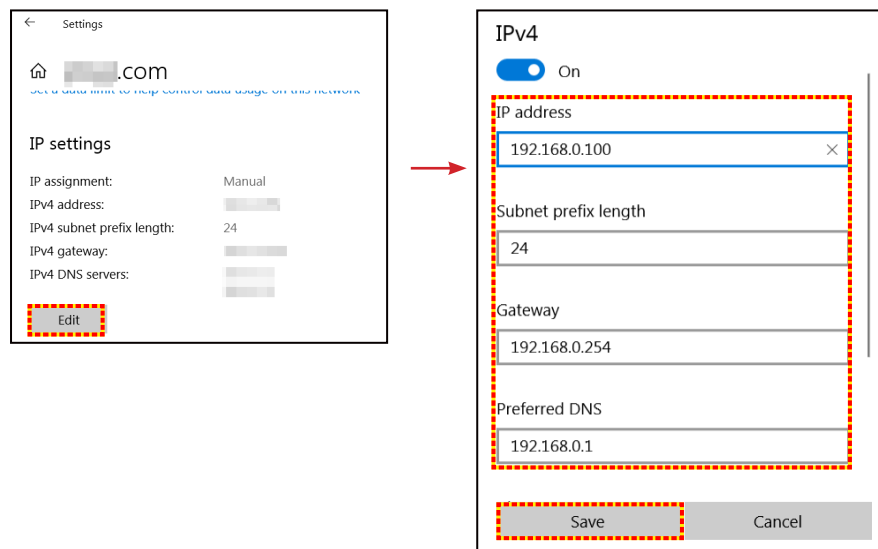 Settings
.com
Set a data limit to help control data usage on this network
IP settings
IP assignment: Manual
IPv4 address:
IPv4 subnet prefix length: 24
IPv4 gateway:
IPv4 DNS servers:
Edit
IPv4
On
IP address
192.168.0.100
Subnet prefix length
24
Gateway
192.168.0.254
Preferred DNS
192.168.0.1
Save Cancel